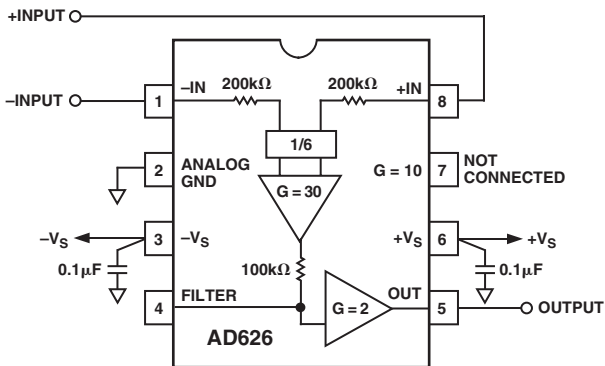 +INPUT
–INPUT
1
–IN
200kΩ
200kΩ
+IN
8
1/6
2
ANALOG
GND
G = 30
G = 10
7
NOT
CONNECTED
–VS
3
–VS
+VS
6
+VS
0.1µF
100kΩ
0.1µF
4
FILTER
G = 2
OUT
5
OUTPUT
AD626